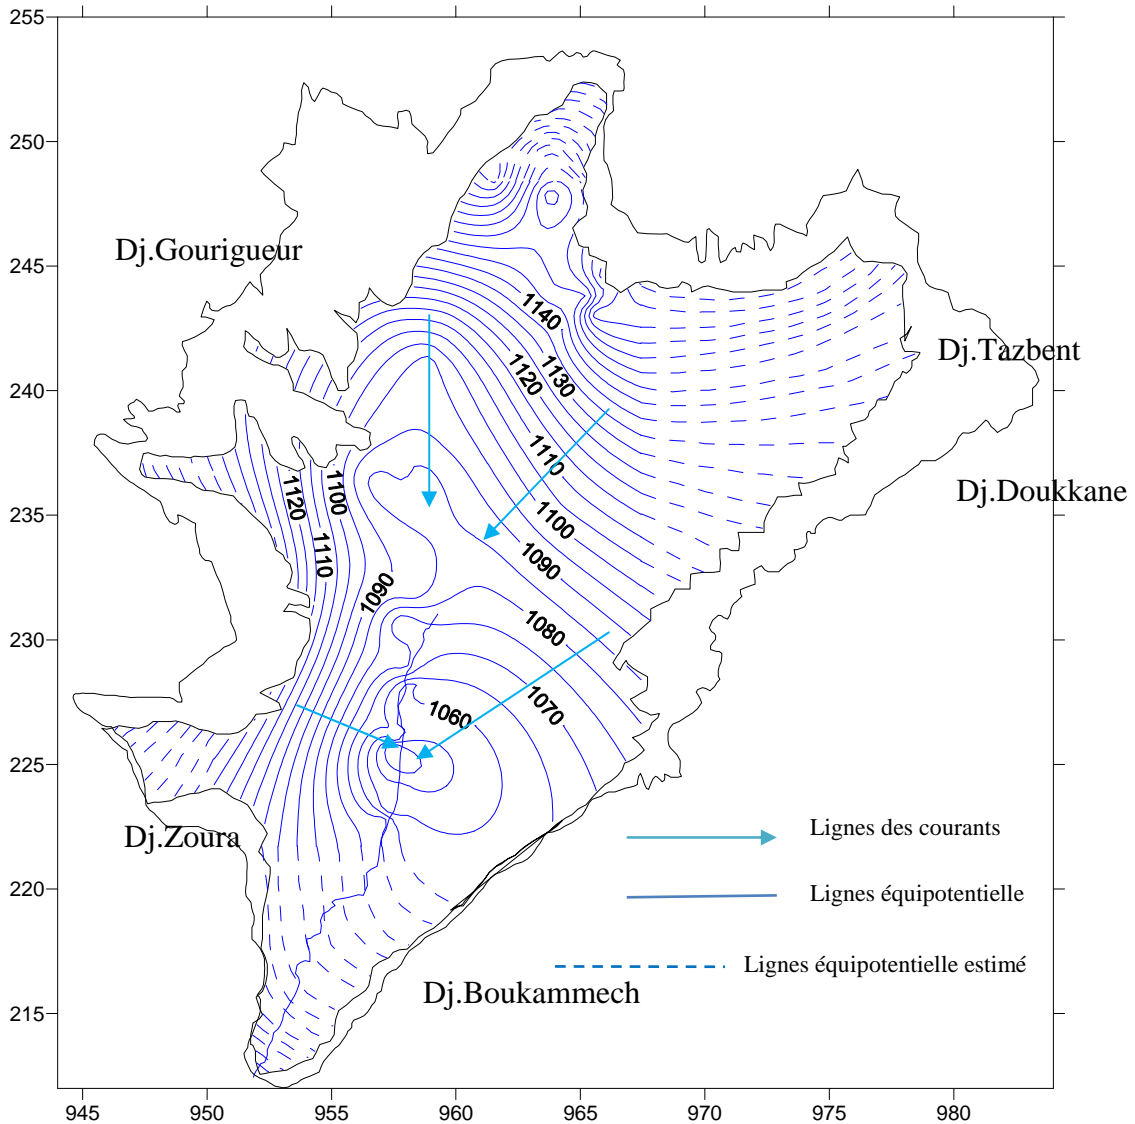 255
250
245
240
235
230
225
220
215
Dj.Gourigueur
Dj.Tazbent
Dj.Doukkane
Dj.Zoura
Dj.Boukammech
1140
1130
1120
1110
1100
1090
1080
1070
1060
1120
1110
1100
1090
Lignes des courants
Lignes équipotentielle
Lignes équipotentielle estimé
945 950 955 960 965 970 975 980